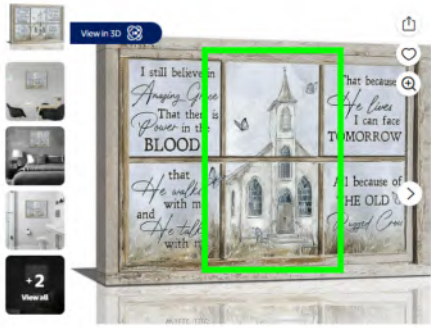 View in 3D
I still believe in
Amazing Grace
That there is
Power in the
BLOOD
That because
He lives
I can face
TOMORROW
that
He walks
with m
and
He talks
with m
All because of
THE OLD
Rugged Cross
+2
View all